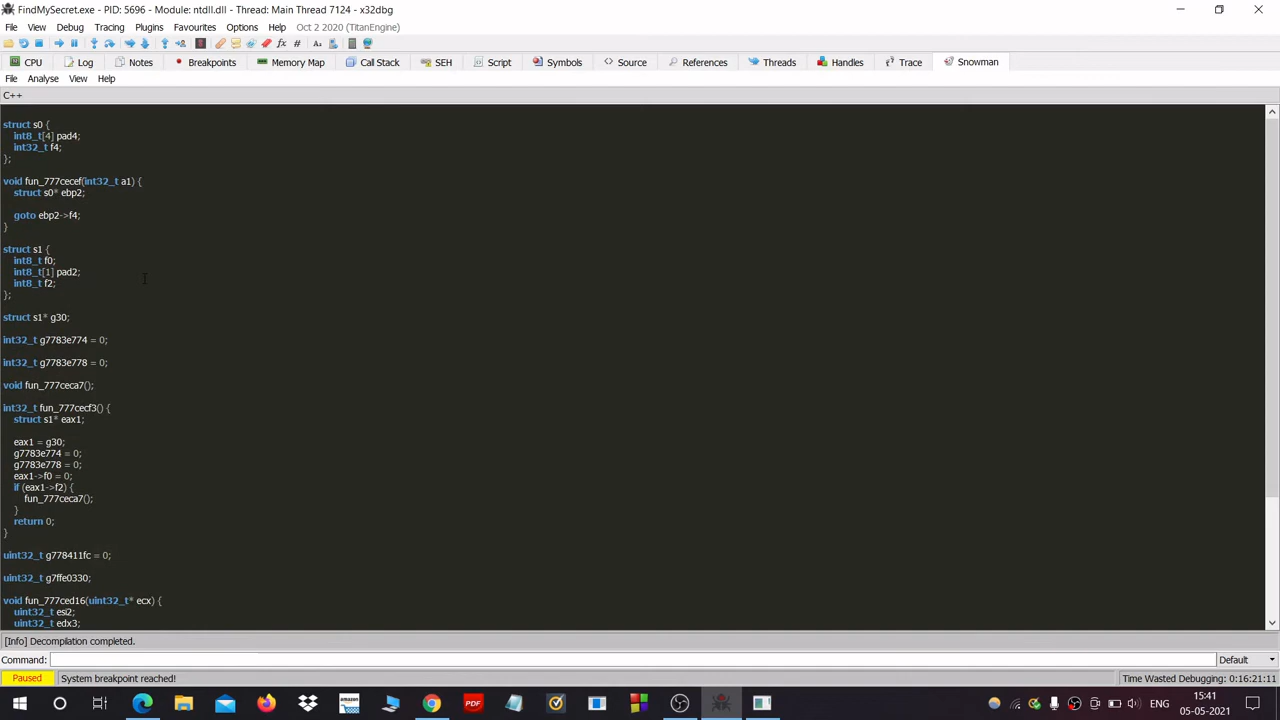 FindMySecret.exe - PID: 5696 - Module: ntdll.dll - Thread: Main Thread 7124 - x32dbg
File View Debug Tracing Plugins Favourites Options Help Oct 2 2020 (TitanEngine)
CPU Log Notes Breakpoints Memory Map Call Stack SEH Script Symbols Source References Threads Handles Trace Snowman
File Analyse View Help
C++
struct s0 {
int8_t[4] pad4;
int32_t f4;
};
void fun_777cecef(int32_t a1) {
struct s0* ebp2;
goto ebp2->f4;
}
struct s1 {
int8_t f0;
int8_t[1] pad2;
int8_t f2;
};
struct s1* g30;
int32_t g7783e774 = 0;
int32_t g7783e778 = 0;
void fun_777ceca7();
int32_t fun_777cecf3() {
struct s1* eax1;
eax1 = g30;
g7783e774 = 0;
g7783e778 = 0;
eax1->f0 = 0;
if (eax1->f2) {
fun_777ceca7();
}
return 0;
}
uint32_t g778411fc = 0;
uint32_t g7ffe0330;
void fun_777ced16(uint32_t* ecx) {
uint32_t esi2;
uint32_t edx3;
[Info] Decompilation completed.
Command: Default
Paused System breakpoint reached! Time Wasted Debugging: 0:16:21:11
amazon PDF ENG 15:41
05-05-2021